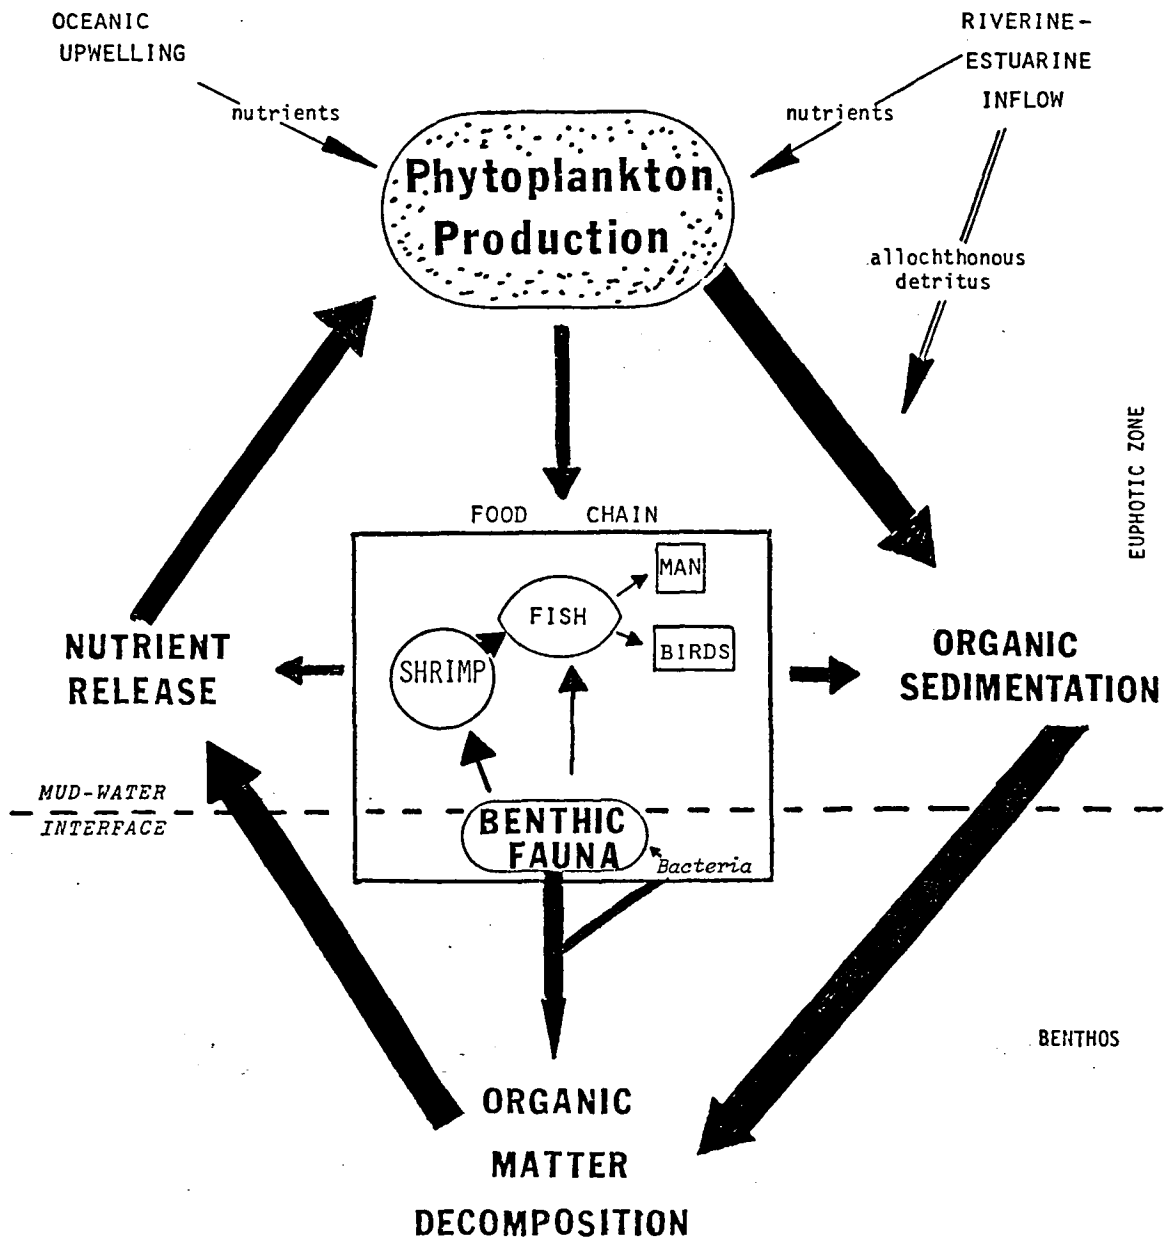 OCEANIC
UPWELLING
RIVERINE-
ESTUARINE
INFLOW
nutrients
nutrients
Phytoplankton
Production
allochthonous
detritus
EUPHOTIC ZONE
FOOD CHAIN
MAN
FISH
BIRDS
SHRIMP
NUTRIENT
RELEASE
ORGANIC
SEDIMENTATION
MUD-WATER
INTERFACE
BENTHIC
FAUNA
Bacteria
BENTHOS
ORGANIC
MATTER
DECOMPOSITION